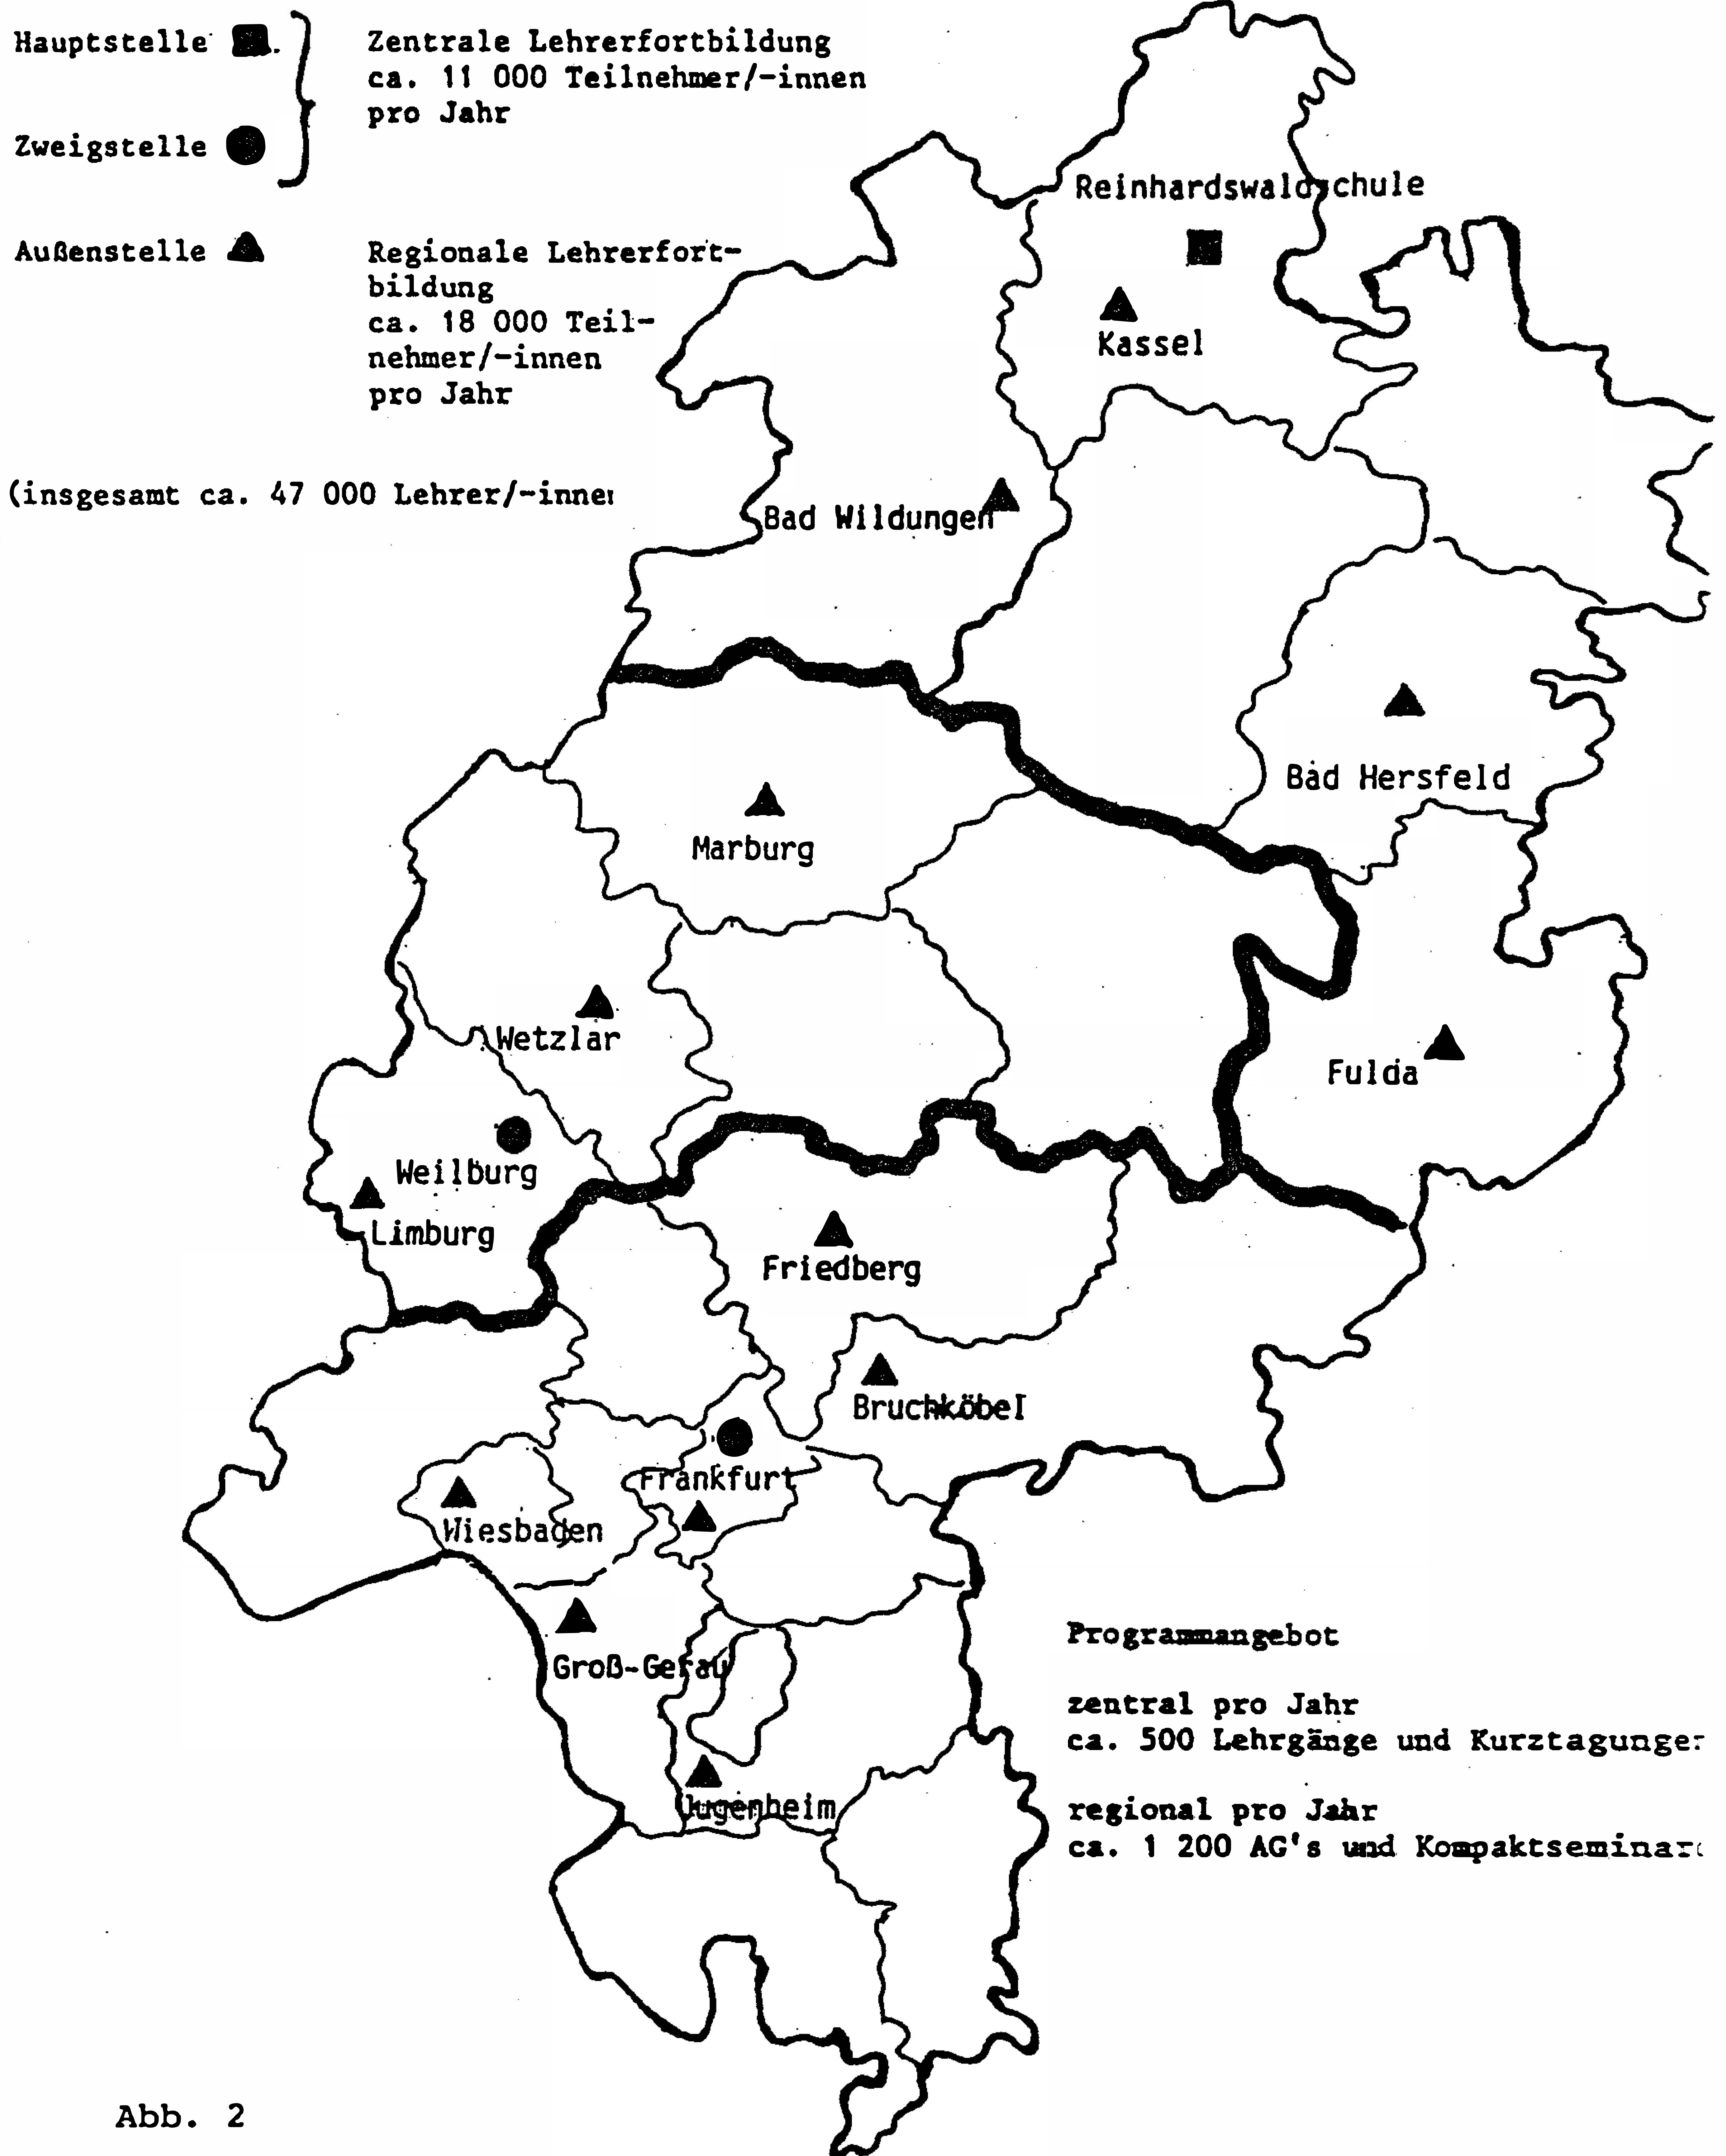 Hauptstelle
Zentrale Lehrerfortbildung
ca. 11 000 Teilnehmer/-innen
pro Jahr
Zweigstelle
Außenstelle
Regionale Lehrerfort-
bildung
ca. 18 000 Teil-
nehmer/-innen
pro Jahr
(insgesamt ca. 47 000 Lehrer/-inne
Reinhardswaldschule
Kassel
Bad Wildungen
Bad Hersfeld
Marburg
Wetzlar
Fulda
Weilburg
Limburg
Friedberg
Bruchköbel
Frankfurt
Wiesbaden
Groß-Gerau
Jugenheim
Programmangebot
zentral pro Jahr
ca. 500 Lehrgänge und Kurztagunge
regional pro Jahr
ca. 1 200 AG's und Kompaktseminar
Abb. 2